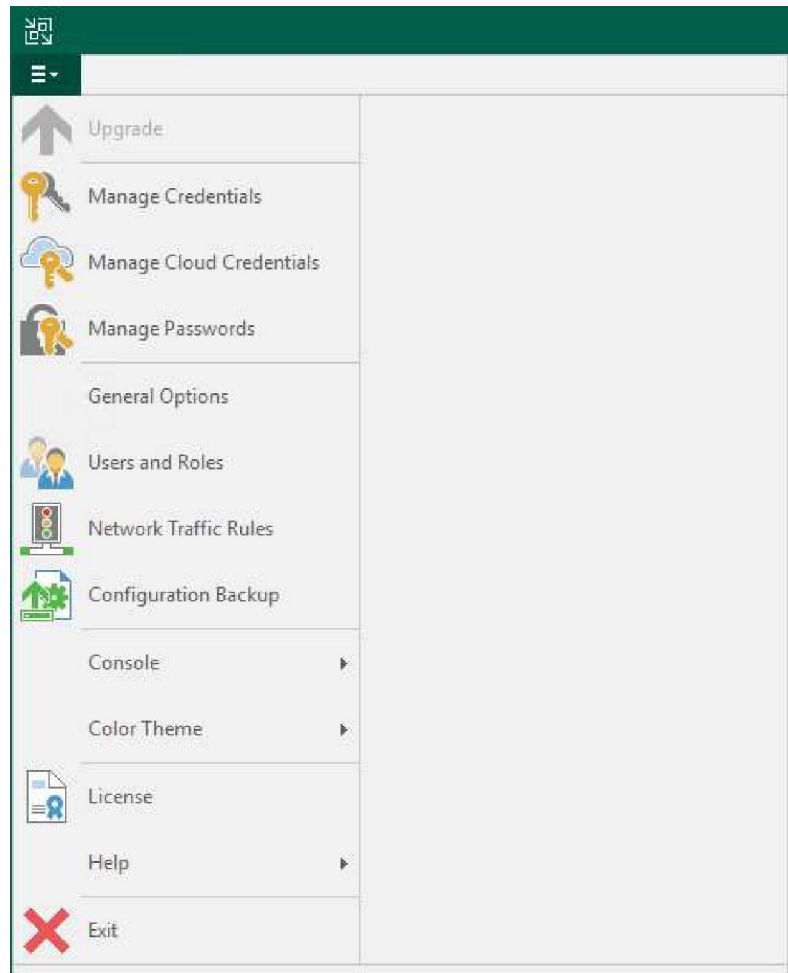 Upgrade
Manage Credentials
Manage Cloud Credentials
Manage Passwords
General Options
Users and Roles
Network Traffic Rules
Configuration Backup
Console
Color Theme
License
Help
Exit